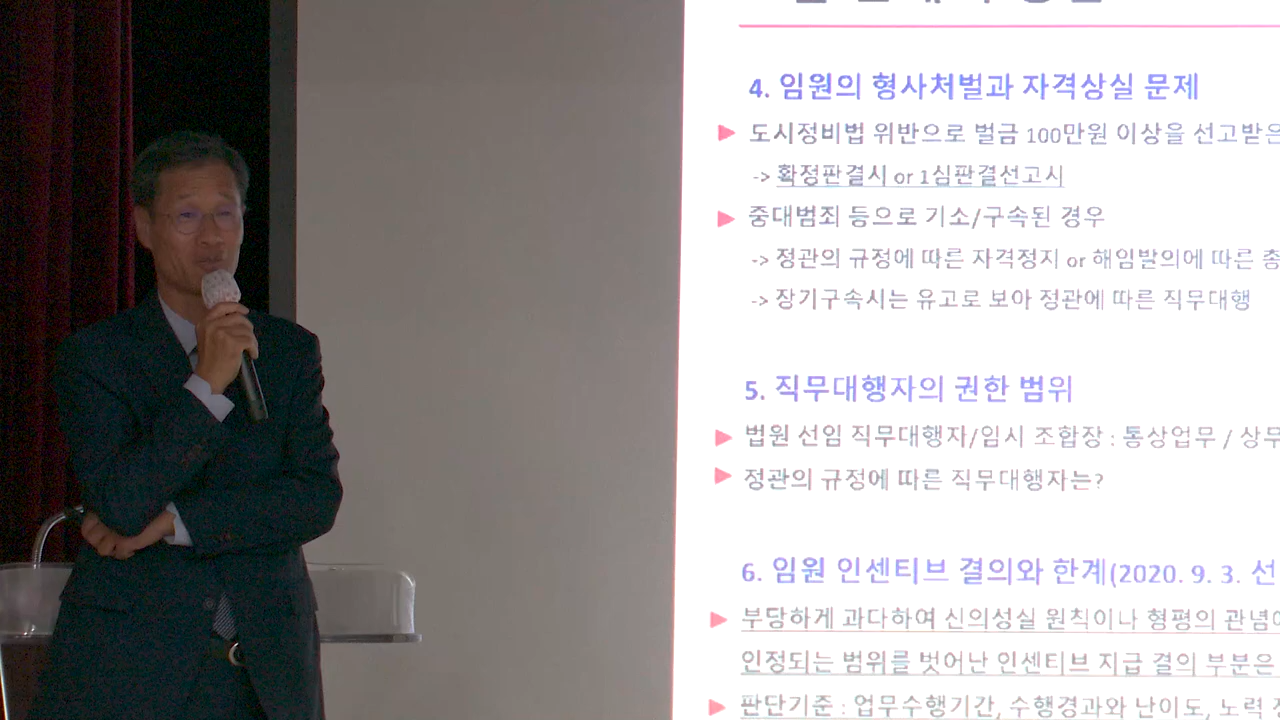 4. 임원의 형사처벌과 자격상실 문제
도시정비법 위반으로 벌금 100만원 이상을 선고받은
-> 확정판결시 or 1심판결선고시
중대범죄 등으로 기소/구속된 경우
-> 정관의 규정에 따른 자격정지 or 해임발의에 따른 총
-> 장기구속시는 유고로 보아 정관에 따른 직무대행
5. 직무대행자의 권한 범위
법원 선임 직무대행자/임시 조합장 : 통상업무 / 상무
정관의 규정에 따른 직무대행자는?
6. 임원 인센티브 결의와 한계(2020. 9. 3. 선
부당하게 과다하여 신의성실 원칙이나 형평의 관념에
인정되는 범위를 벗어난 인센티브 지급 결의 부분은
판단기준 : 업무수행기간, 수행경과와 난이도, 노력